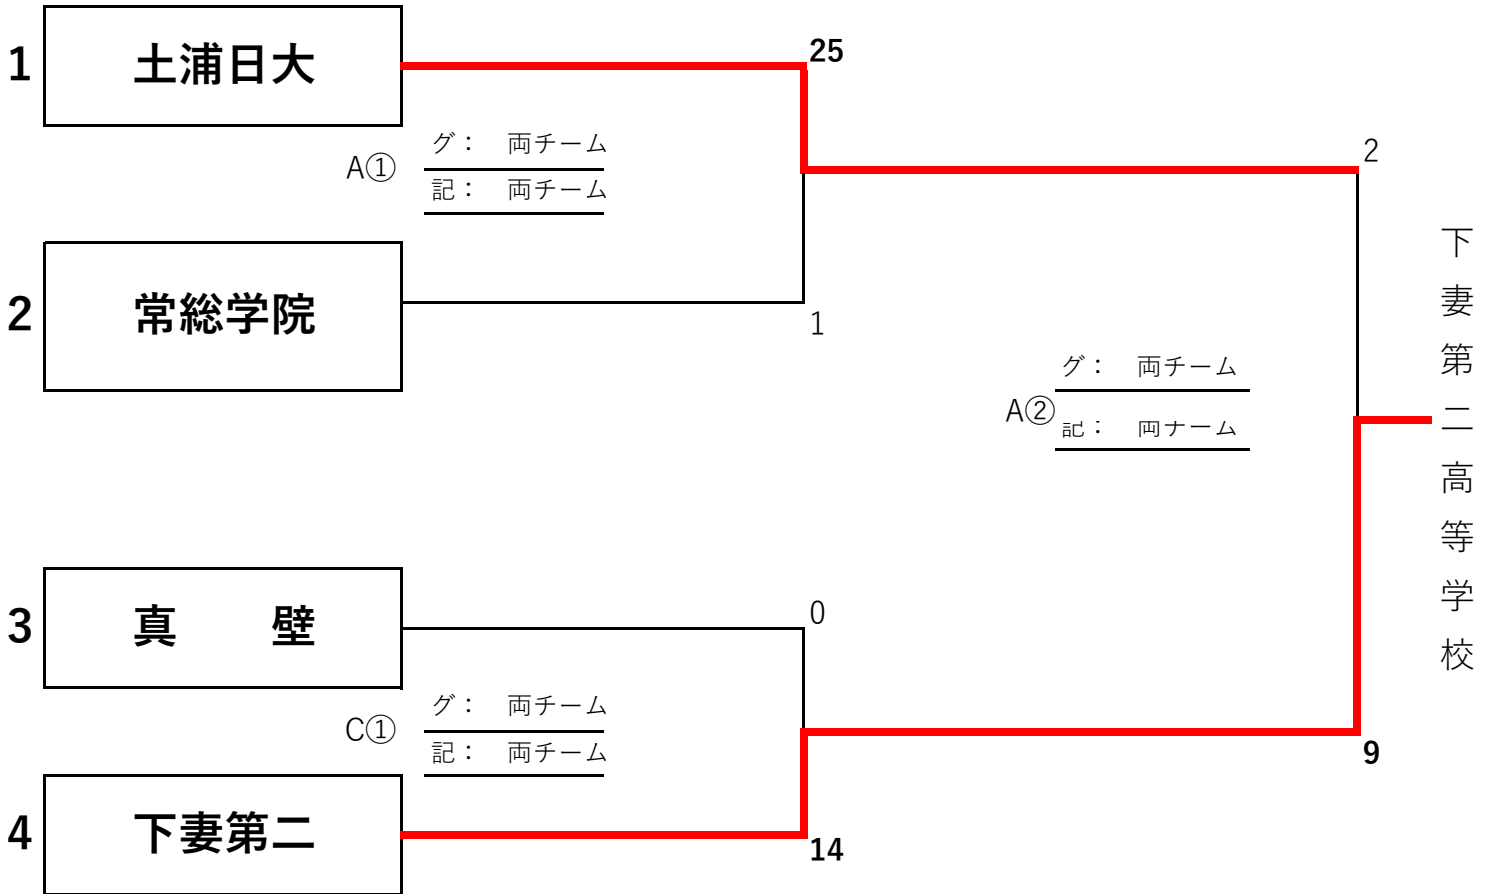 1 土浦日大
25
A① グ： 両チーム
記： 両チーム
2 常総学院
1
2
A② グ： 両チーム
記： 両チーム
下妻第二高等学校
3 真　　壁
0
C① グ： 両チーム
記： 両チーム
4 下妻第二
14
9